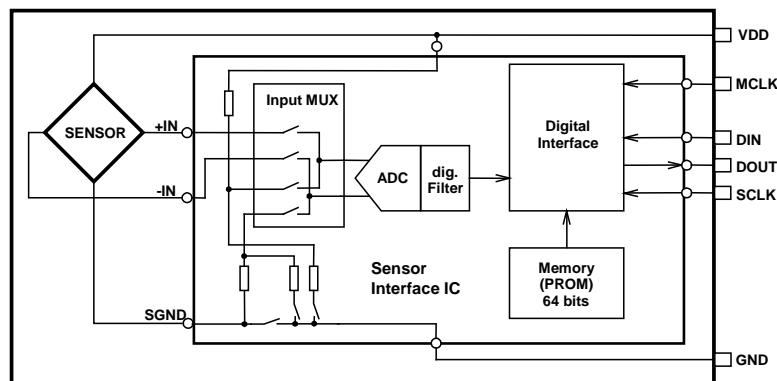 VDD
MCLK
Input MUX
SENSOR
+IN
Digital
Interface
DIN
DOUT
ADC
dig.
Filter
-IN
SCLK
Sensor
Interface IC
Memory
(PROM)
64 bits
SGND
GND